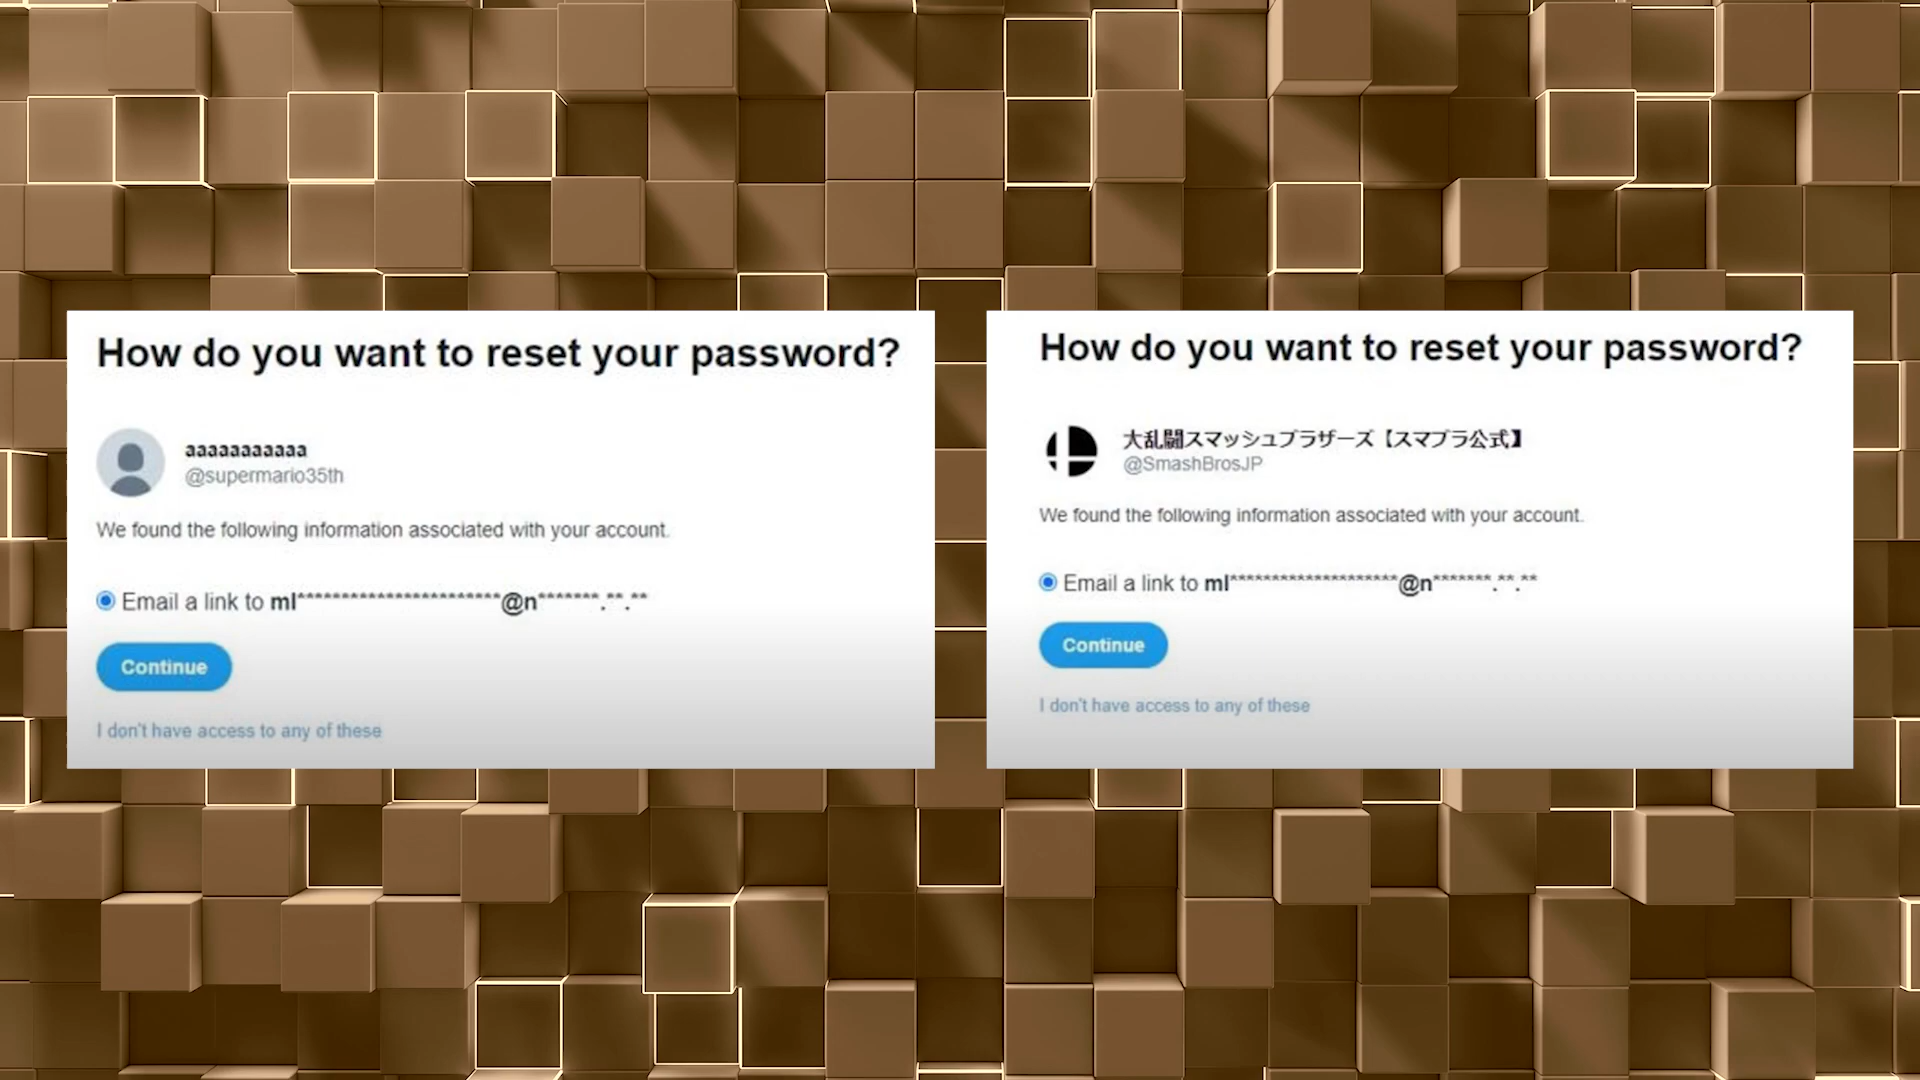 How do you want to reset your password?
aaaaaaaaaaa
@supermario35th
We found the following information associated with your account.
Email a link to ml***********************@n*******.**.**
Continue
I don't have access to any of these
How do you want to reset your password?
大乱闘スマッシュブラザーズ【スマブラ公式】
@SmashBrosJP
We found the following information associated with your account.
Email a link to ml********************@n*******.**.**
Continue
I don't have access to any of these